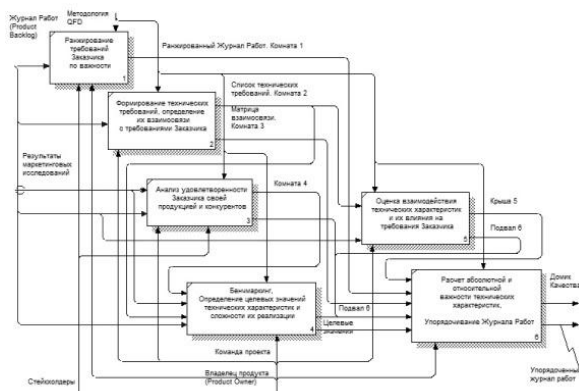 Журнал Работ
(Product
Backlog)
Методология
QFD
Ранжирование
требований
Заказчика
по важности
1
Ранжированный Журнал Работ. Комната 1
Формирование технических
требований, определение
их взаимосвязи
с требованиями Заказчика
2
Список технических
требований. Комната 2
Матрица
взаимосвязи.
Комната 3
Результаты
маркетинговых
исследований
Анализ удовлетворенности
Заказчика своей
продукцией и конкурентов
3
Комната 4
Оценка взаимодействия
технических характеристик
и их влияния на
требования Заказчика
5
Крыша 5
Подвал 6
Бенчмаркинг,
Определение целевых значений
технических характеристик и
сложности их реализации
4
Подвал 6
Целевые
значения
Расчет абсолютной и
относительной
важности технических
характеристик.
Упорядочивание Журнала Работ
6
Домик
Качества
Команда проекта
Стейкхолдеры
Владелец продукта
(Product Owner)
Упорядоченный
журнал работ